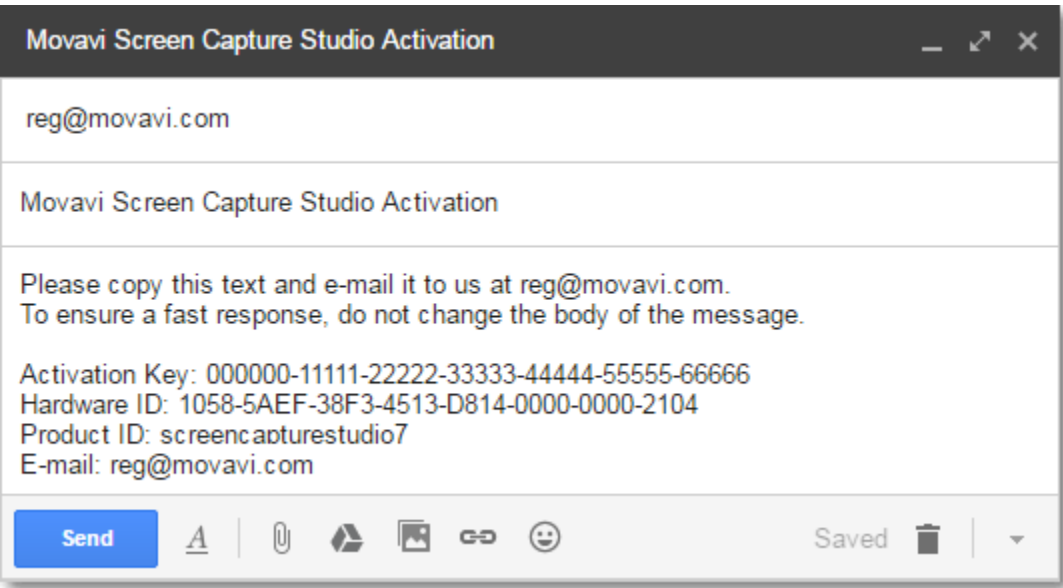 Movavi Screen Capture Studio Activation
reg@movavi.com
Movavi Screen Capture Studio Activation
Please copy this text and e-mail it to us at reg@movavi.com.
To ensure a fast response, do not change the body of the message.
Activation Key: 000000-11111-22222-33333-44444-55555-66666
Hardware ID: 1058-5AEF-38F3-4513-D814-0000-0000-2104
Product ID: screencapturestudio7
E-mail: reg@movavi.com
Send A Saved